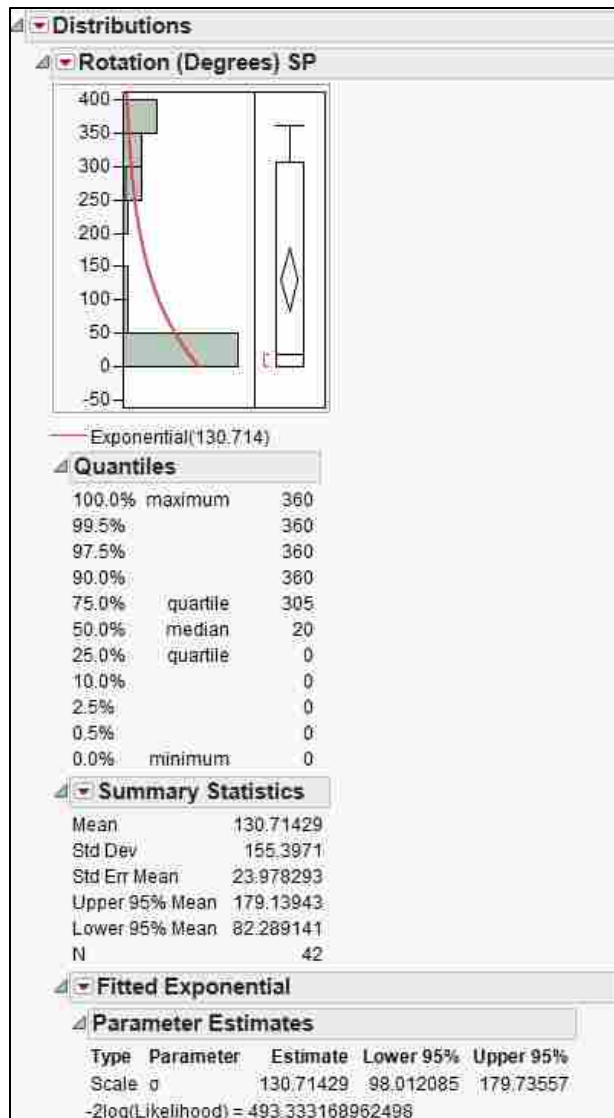 Distributions
Rotation (Degrees) SP
400
350
300
250
200
150
100
50
0
-50
Exponential(130.714)
Quantiles
100.0% maximum 360
99.5% 360
97.5% 360
90.0% 360
75.0% quartile 305
50.0% median 20
25.0% quartile 0
10.0% 0
2.5% 0
0.5% 0
0.0% minimum 0
Summary Statistics
Mean 130.71429
Std Dev 155.3971
Std Err Mean 23.978293
Upper 95% Mean 179.13943
Lower 95% Mean 82.289141
N 42
Fitted Exponential
Parameter Estimates
Type Parameter Estimate Lower 95% Upper 95%
Scale σ 130.71429 98.012085 179.73557
-2log(Likelihood) = 493.333168962498